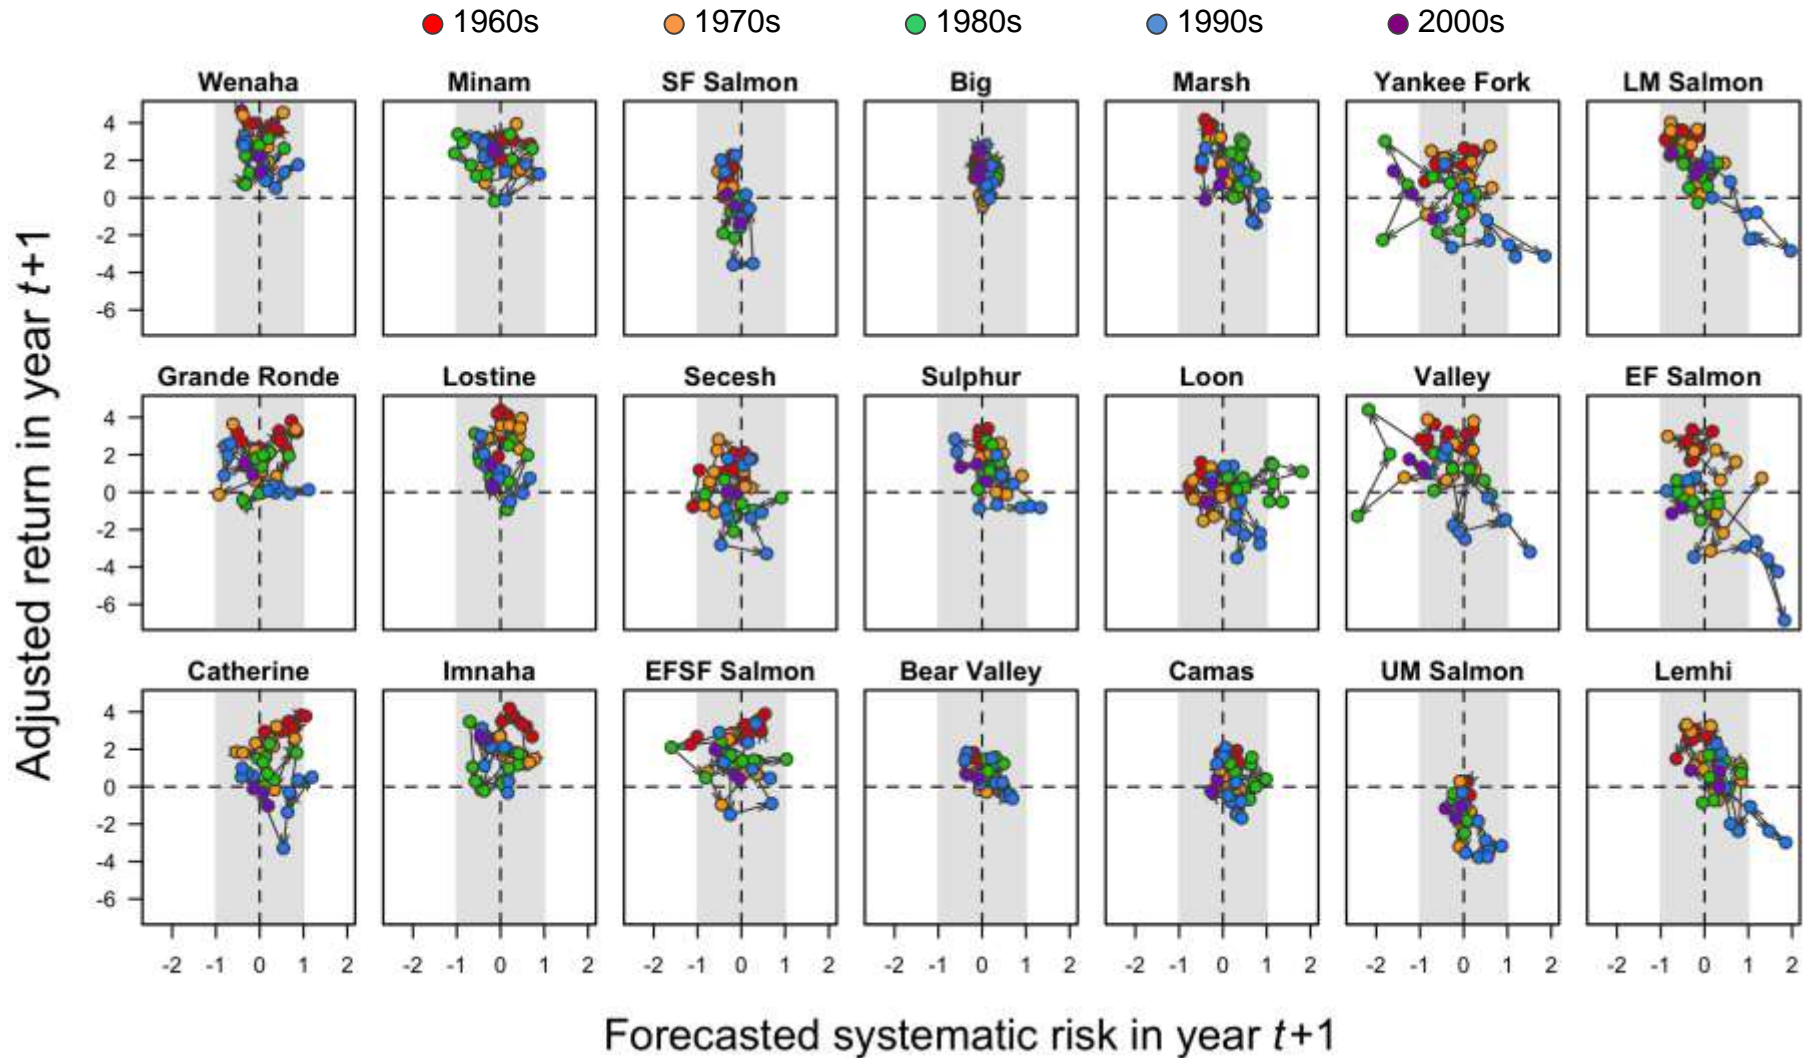 1960s 1970s 1980s 1990s 2000s
Wenaha Minam SF Salmon Big Marsh Yankee Fork LM Salmon
4
2
0
-2
-4
-6
Grande Ronde Lostine Secesh Sulphur Loon Valley EF Salmon
4
2
0
-2
-4
-6
Catherine Imnaha EFSF Salmon Bear Valley Camas UM Salmon Lemhi
4
2
0
-2
-4
-6
-2 -1 0 1 2 -2 -1 0 1 2 -2 -1 0 1 2 -2 -1 0 1 2 -2 -1 0 1 2 -2 -1 0 1 2 -2 -1 0 1 2
Adjusted return in year t+1
Forecasted systematic risk in year t+1